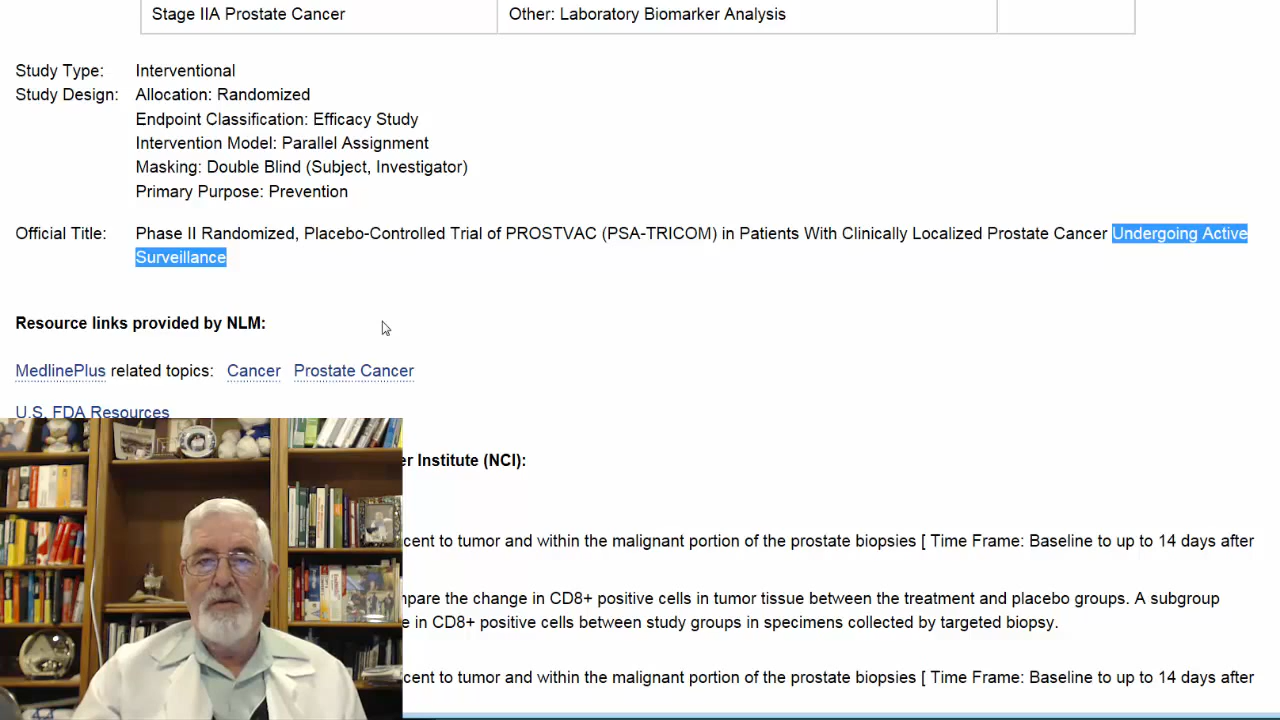 Stage IIA Prostate Cancer Other: Laboratory Biomarker Analysis
Study Type: Interventional
Study Design: Allocation: Randomized
Endpoint Classification: Efficacy Study
Intervention Model: Parallel Assignment
Masking: Double Blind (Subject, Investigator)
Primary Purpose: Prevention
Official Title: Phase II Randomized, Placebo-Controlled Trial of PROSTVAC (PSA-TRICOM) in Patients With Clinically Localized Prostate Cancer Undergoing Active
Surveillance
Resource links provided by NLM:
MedlinePlus related topics: Cancer Prostate Cancer
U.S. FDA Resources
er Institute (NCI):
cent to tumor and within the malignant portion of the prostate biopsies [ Time Frame: Baseline to up to 14 days after
pare the change in CD8+ positive cells in tumor tissue between the treatment and placebo groups. A subgroup
e in CD8+ positive cells between study groups in specimens collected by targeted biopsy.
cent to tumor and within the malignant portion of the prostate biopsies [ Time Frame: Baseline to up to 14 days after